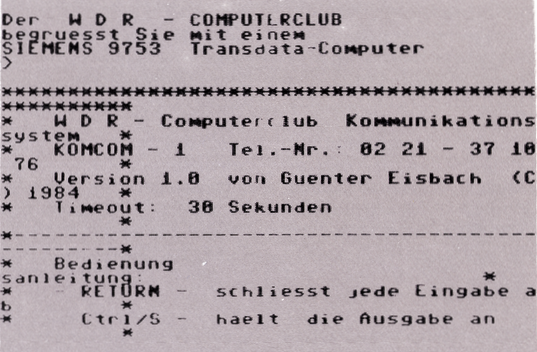 Der  W D R  - COMPUTERCLUB
begruesst Sie mit einem
SIEMENS 9753  Transdata-Computer
>
*****************************************
**********
*   W D R - Computerclub  Kommunikations
system   *
*   KOMCOM - 1   Tel.-Nr.: 02 21 - 37 10
 76      *
*   Version 1.0  von Guenter Eisbach  (C
) 1984   *
*   Timeout:  30 Sekunden
         *
*---------------------------------------
---------*
*   Bedienung
sanleitung:                         *
*   - RETURN -  schliesst jede Eingabe a
b        *
*     Ctrl/S -  haelt  die Ausgabe an
         *